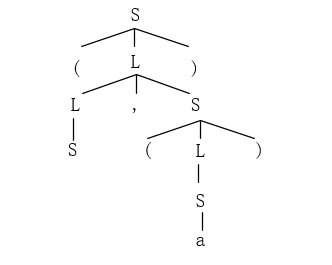 S
( L )
L , S
S ( L )
S
a